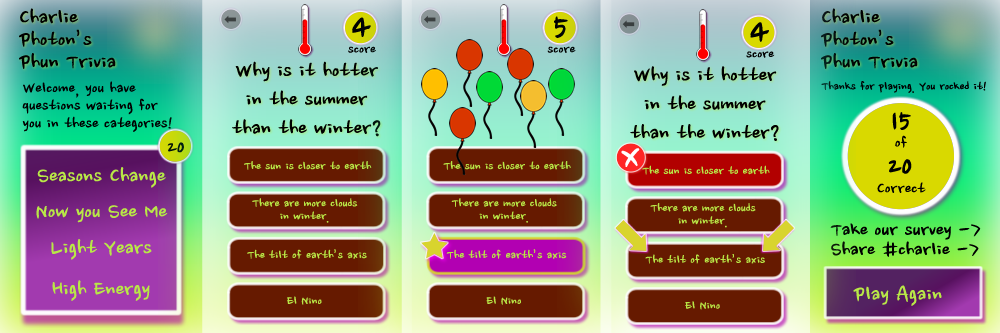 Charlie
Photon's
Phun Trivia
Welcome, you have
questions waiting for
you in these categories!
20
Seasons Change
Now you See Me
Light Years
High Energy
4
score
Why is it hotter
in the summer
than the winter?
The sun is closer to earth
There are more clouds
in winter.
The tilt of earth's axis
El Nino
5
score
The sun is closer to earth
There are more clouds
in winter.
The tilt of earth's axis
El Nino
4
score
Why is it hotter
in the summer
than the winter?
The sun is closer to earth
There are more clouds
in winter.
The tilt of earth's axis
El Nino
Charlie
Photon's
Phun Trivia
Thanks for playing. You rocked it!
15
of
20
Correct
Take our survey ->
Share #charlie ->
Play Again